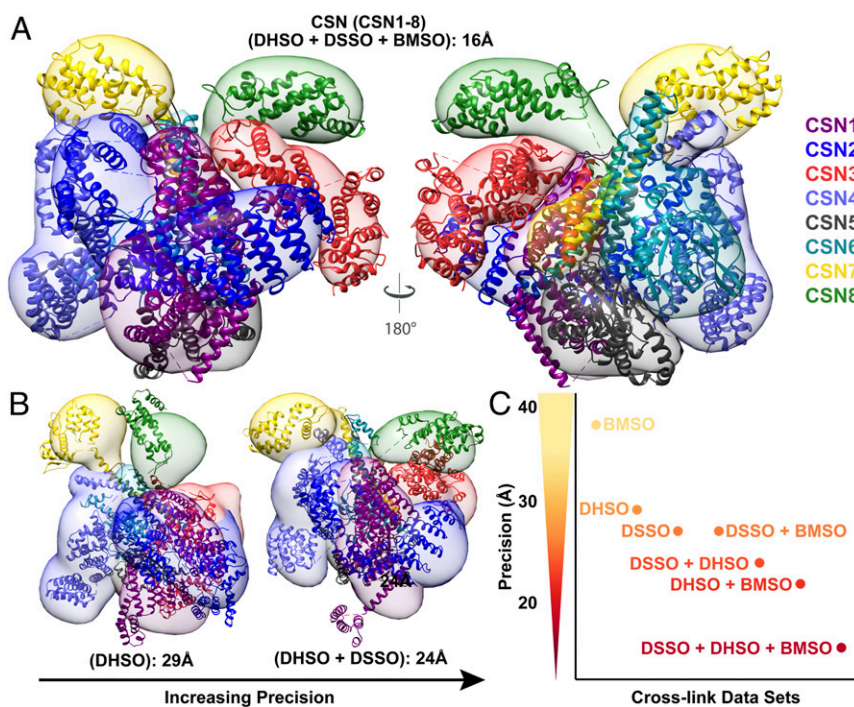 A
CSN (CSN1-8)
(DHSO + DSSO + BMSO): 16Å
180°
CSN1
CSN2
CSN3
CSN4
CSN5
CSN6
CSN7
CSN8
B
24Å
(DHSO): 29Å
(DHSO + DSSO): 24Å
Increasing Precision
C
40
30
20
Precision (Å)
BMSO
DHSO
DSSO
DSSO + BMSO
DSSO + DHSO
DHSO + BMSO
DSSO + DHSO + BMSO
Cross-link Data Sets